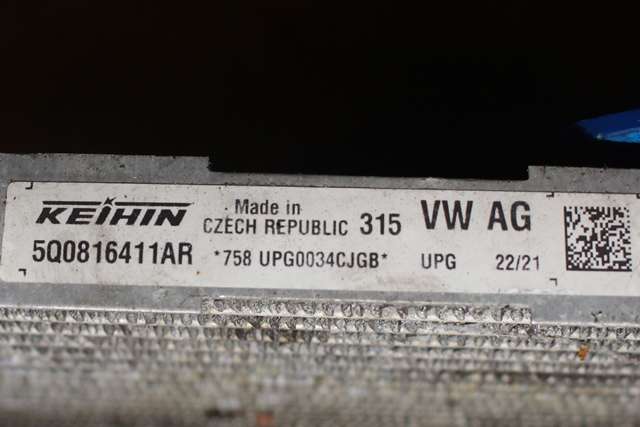 KEIHIN Made in CZECH REPUBLIC 315 VW AG
5Q0816411AR *758 UPG0034CJGB* UPG 22/21